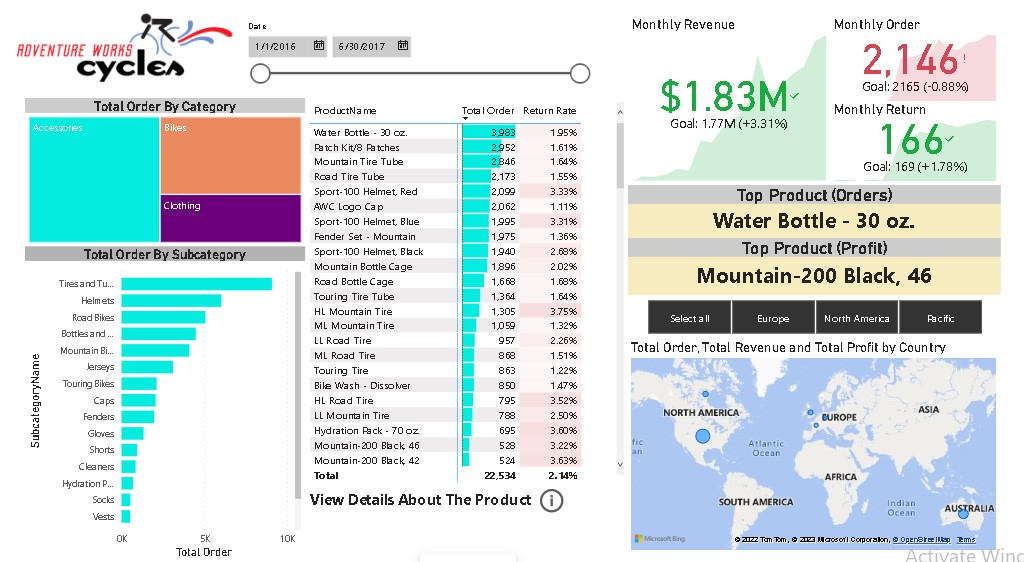 ADVENTURE WORKS
cycles
Date
1/1/2016
6/30/2017
Total Order By Category
Accessories
Bikes
Clothing
Total Order By Subcategory
SubcategoryName
Tires and Tu...
Helmets
Road Bikes
Bottles and ...
Mountain Bi...
Jerseys
Touring Bikes
Caps
Fenders
Gloves
Shorts
Cleaners
Hydration P...
Socks
Vests
0K 5K 10K
Total Order
ProductName Total Order Return Rate
Water Bottle - 30 oz. 3,983 1.95%
Patch Kit/8 Patches 2,952 1.61%
Mountain Tire Tube 2,846 1.64%
Road Tire Tube 2,173 1.55%
Sport-100 Helmet, Red 2,099 3.33%
AWC Logo Cap 2,062 1.11%
Sport-100 Helmet, Blue 1,995 3.31%
Fender Set - Mountain 1,975 1.36%
Sport-100 Helmet, Black 1,940 2.68%
Mountain Bottle Cage 1,896 2.02%
Road Bottle Cage 1,668 1.68%
Touring Tire Tube 1,364 1.64%
HL Mountain Tire 1,305 3.75%
ML Mountain Tire 1,059 1.32%
LL Road Tire 957 2.26%
ML Road Tire 868 1.51%
Touring Tire 863 1.22%
Bike Wash - Dissolver 850 1.47%
HL Road Tire 795 3.52%
LL Mountain Tire 788 2.50%
Hydration Pack - 70 oz. 695 3.60%
Mountain-200 Black, 46 528 3.22%
Mountain-200 Black, 42 524 3.63%
Total 22,534 2.14%
View Details About The Product
Monthly Revenue
$1.83M
Goal: 1.77M (+3.31%)
Monthly Order
2,146!
Goal: 2165 (-0.88%)
Monthly Return
166
Goal: 169 (+1.78%)
Top Product (Orders)
Water Bottle - 30 oz.
Top Product (Profit)
Mountain-200 Black, 46
Select all
Europe
North America
Pacific
Total Order, Total Revenue and Total Profit by Country
NORTH AMERICA
EUROPE
ASIA
fic
an
Atlantic
Ocean
AFRICA
SOUTH AMERICA
Indian
Ocean
AUSTRALIA
Microsoft Bing
© 2022 TomTom, © 2023 Microsoft Corporation, © OpenStreetMap Terms
Activate Winc